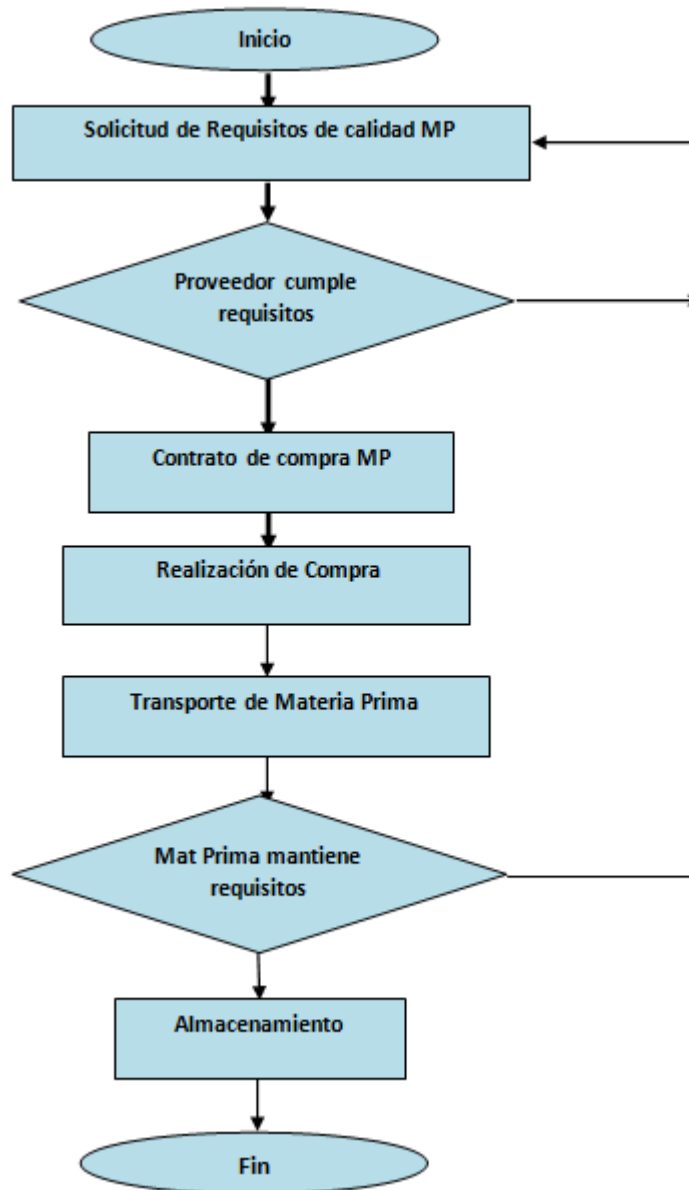 Inicio
Solicitud de Requisitos de calidad MP
Proveedor cumple
requisitos
Contrato de compra MP
Realización de Compra
Transporte de Materia Prima
Mat Prima mantiene
requisitos
Almacenamiento
Fin